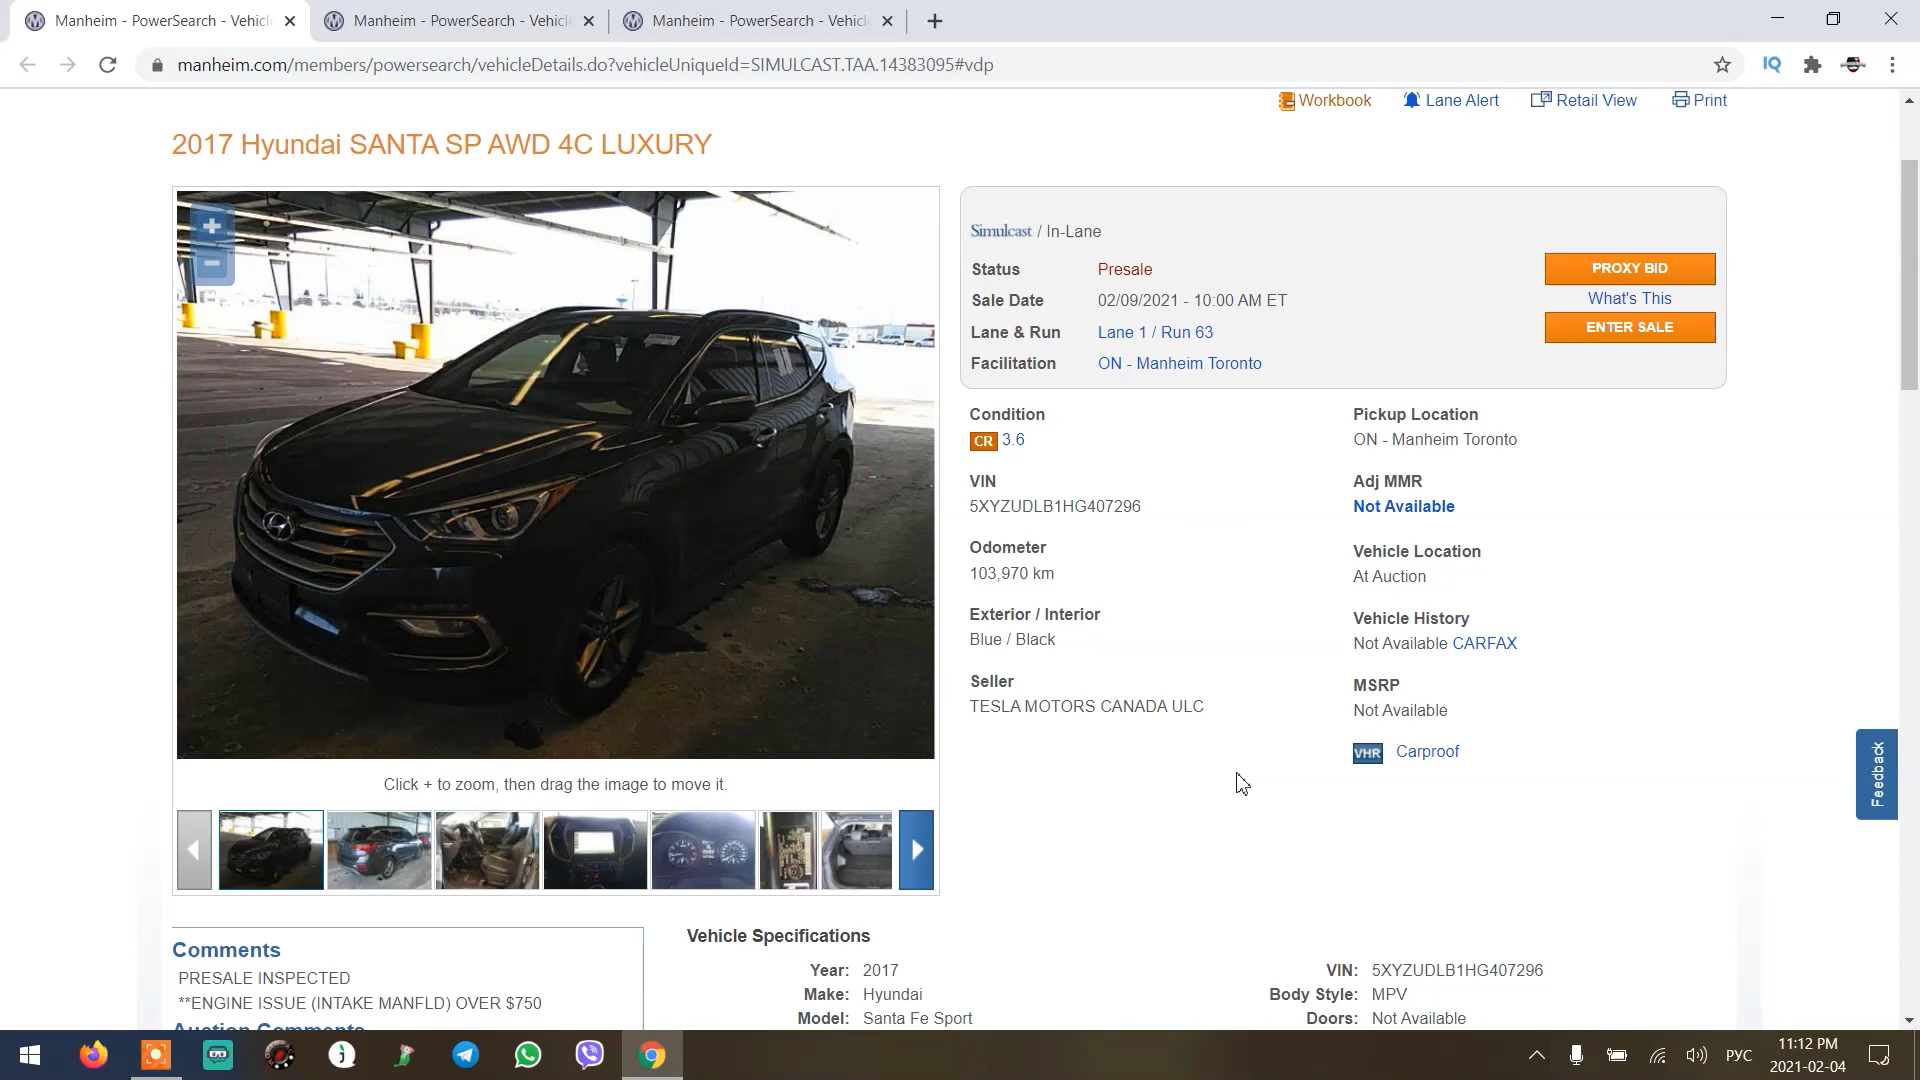 Manheim - PowerSearch - Vehicle
Manheim - PowerSearch - Vehicle
Manheim - PowerSearch - Vehicle
manheim.com/members/powersearch/vehicleDetails.do?vehicleUniqueId=SIMULCAST.TAA.14383095#vdp
IQ
Workbook
Lane Alert
Retail View
Print
2017 Hyundai SANTA SP AWD 4C LUXURY
Simulcast / In-Lane
Status Presale
PROXY BID
Sale Date 02/09/2021 - 10:00 AM ET
What's This
Lane & Run Lane 1 / Run 63
ENTER SALE
Facilitation ON - Manheim Toronto
Condition
CR 3.6
VIN
5XYZUDLB1HG407296
Odometer
103,970 km
Exterior / Interior
Blue / Black
Seller
TESLA MOTORS CANADA ULC
Pickup Location
ON - Manheim Toronto
Adj MMR
Not Available
Vehicle Location
At Auction
Vehicle History
Not Available CARFAX
MSRP
Not Available
VHR Carproof
Feedback
Click + to zoom, then drag the image to move it.
Comments
PRESALE INSPECTED
**ENGINE ISSUE (INTAKE MANFLD) OVER $750
Auction Comments
Vehicle Specifications
Year: 2017
Make: Hyundai
Model: Santa Fe Sport
VIN: 5XYZUDLB1HG407296
Body Style: MPV
Doors: Not Available
РУС
11:12 PM
2021-02-04